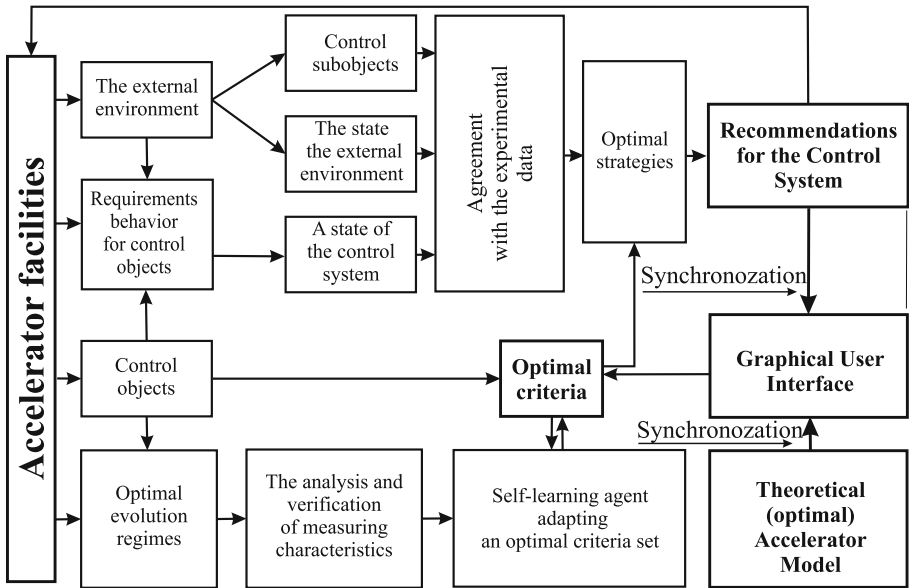 Accelerator facilities
The external
environment
Requirements
behavior
for control
objects
Control
objects
Optimal
evolution
regimes
Control
subobjects
The state
the external
environment
A state of
the control
system
Agreement
with the experimental
data
Optimal
strategies
Recommendations
for the Control
System
Synchronozation
Graphical User
Interface
Optimal
criteria
Synchronozation
The analysis and
verification
of measuring
characteristics
Self-learning agent
adapting
an optimal criteria set
Theoretical
(optimal)
Accelerator
Model